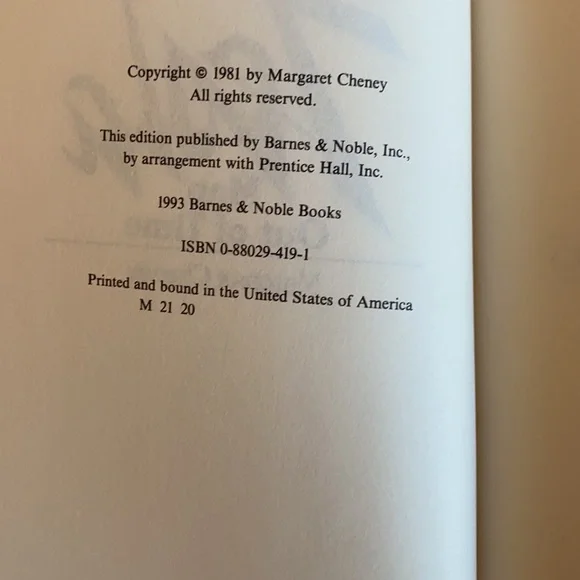 Copyright © 1981 by Margaret Cheney
All rights reserved.
This edition published by Barnes & Noble, Inc.,
by arrangement with Prentice Hall, Inc.
1993 Barnes & Noble Books
ISBN 0-88029-419-1
Printed and bound in the United States of America
M 21 20